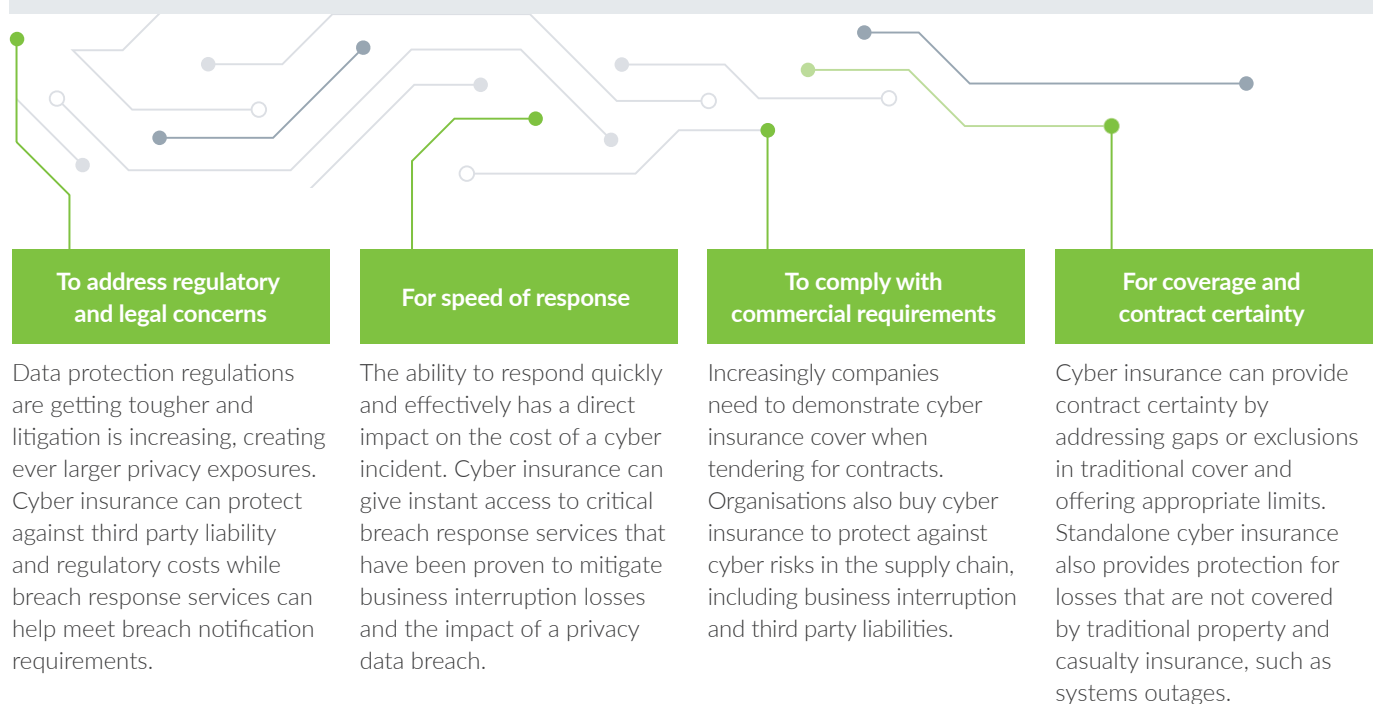 To address regulatory
and legal concerns
Data protection regulations
are getting tougher and
litigation is increasing, creating
ever larger privacy exposures.
Cyber insurance can protect
against third party liability
and regulatory costs while
breach response services can
help meet breach notification
requirements.
For speed of response
The ability to respond quickly
and effectively has a direct
impact on the cost of a cyber
incident. Cyber insurance can
give instant access to critical
breach response services that
have been proven to mitigate
business interruption losses
and the impact of a privacy
data breach.
To comply with
commercial requirements
Increasingly companies
need to demonstrate cyber
insurance cover when
tendering for contracts.
Organisations also buy cyber
insurance to protect against
cyber risks in the supply chain,
including business interruption
and third party liabilities.
For coverage and
contract certainty
Cyber insurance can provide
contract certainty by
addressing gaps or exclusions
in traditional cover and
offering appropriate limits.
Standalone cyber insurance
also provides protection for
losses that are not covered
by traditional property and
casualty insurance, such as
systems outages.